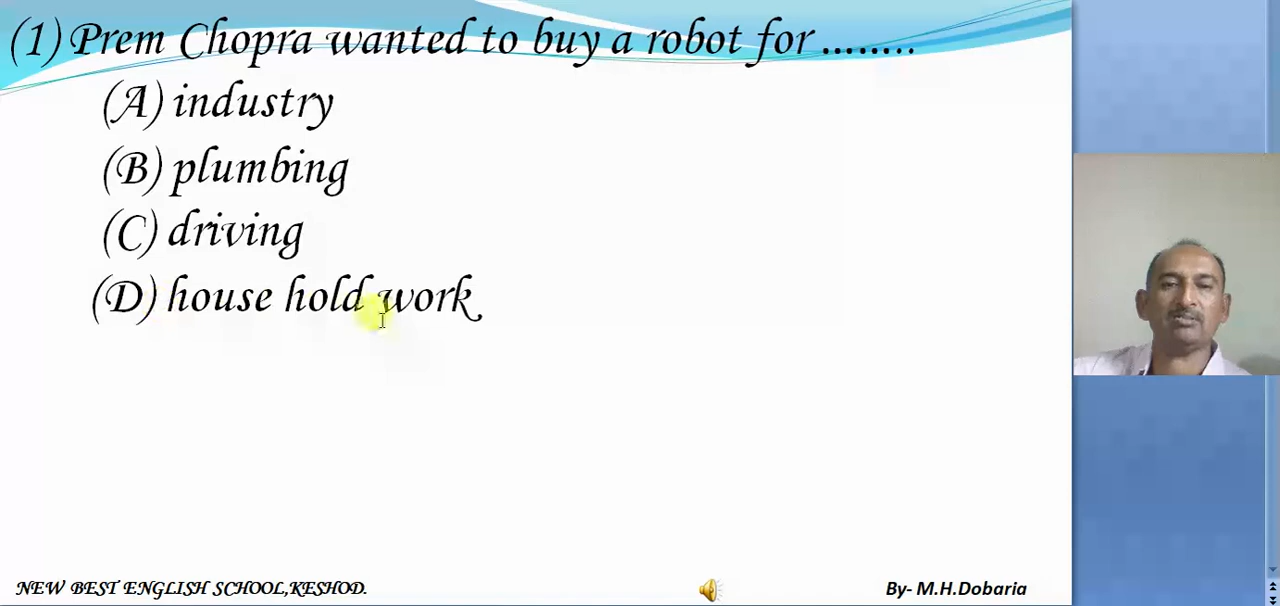 (1) Prem Chopra wanted to buy a robot for ........
(A) industry
(B) plumbing
(C) driving
(D) house hold work
NEW BEST ENGLISH SCHOOL,KESHOD.
By- M.H.Dobaria